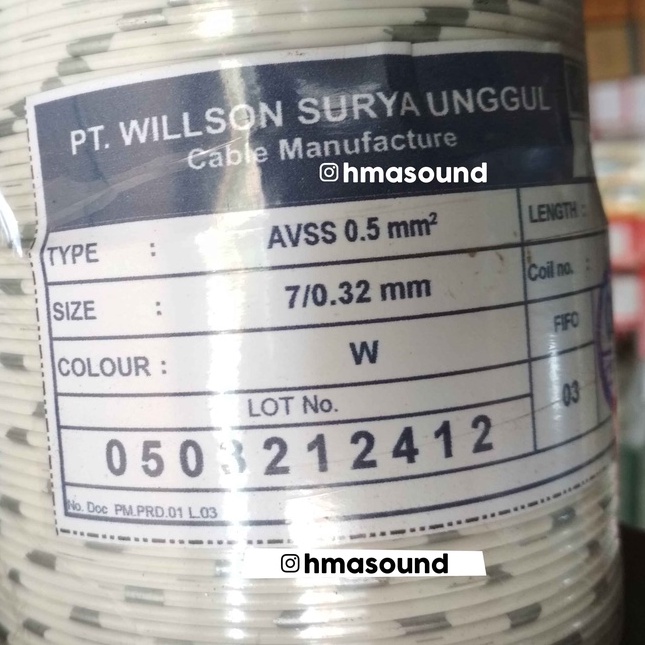 PT. WILLSON SURYA UNGGUL
Cable Manufacture
hmasound
TYPE : AVSS 0.5 mm² LENGTH :
SIZE : 7/0.32 mm Coil no. :
COLOUR : W FIFO
LOT No. 03
0503212412
No. Doc PM.PRD.01 L.03
hmasound